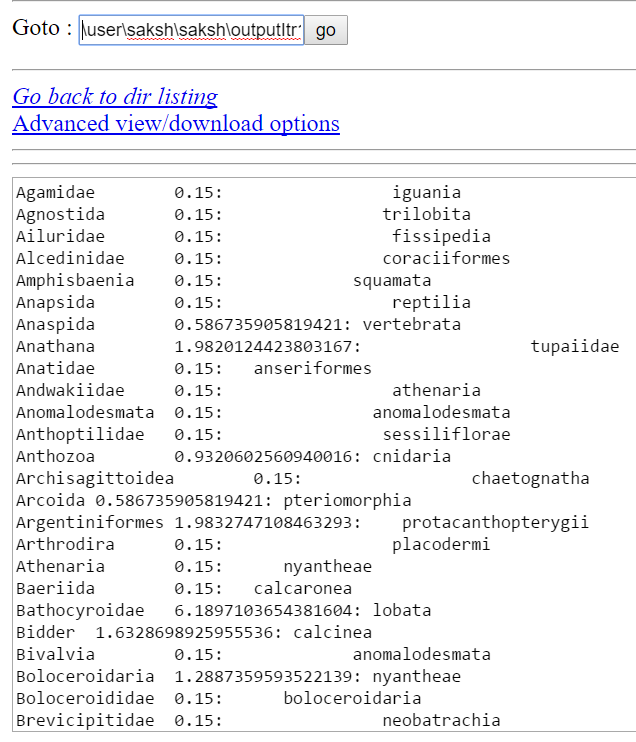 Goto : \user\saksh\saksh\outputltr go
Go back to dir listing
Advanced view/download options
Agamidae 0.15: iguania
Agnostida 0.15: trilobita
Ailuridae 0.15: fissipedia
Alcedinidae 0.15: coraciiformes
Amphisbaenia 0.15: squamata
Anapsida 0.15: reptilia
Anaspida 0.586735905819421: vertebrata
Anathana 1.9820124423803167: tupaiidae
Anatidae 0.15: anseriformes
Andwakiidae 0.15: athenaria
Anomalodesmata 0.15: anomalodesmata
Anthoptilidae 0.15: sessiliflorae
Anthozoa 0.9320602560940016: cnidaria
Archisagittoidea 0.15: chaetognatha
Arcoida 0.586735905819421: pteriomorphia
Argentiniformes 1.9832747108463293: protacanthopterygii
Arthrodira 0.15: placodermi
Athenaria 0.15: nyantheae
Baeriida 0.15: calcaronea
Bathocyroidae 6.1897103654381604: lobata
Bidder 1.6328698925955536: calcinea
Bivalvia 0.15: anomalodesmata
Boloceroidaria 1.2887359593522139: nyantheae
Boloceroididae 0.15: boloceroidaria
Brevicipitidae 0.15: neobatrachia